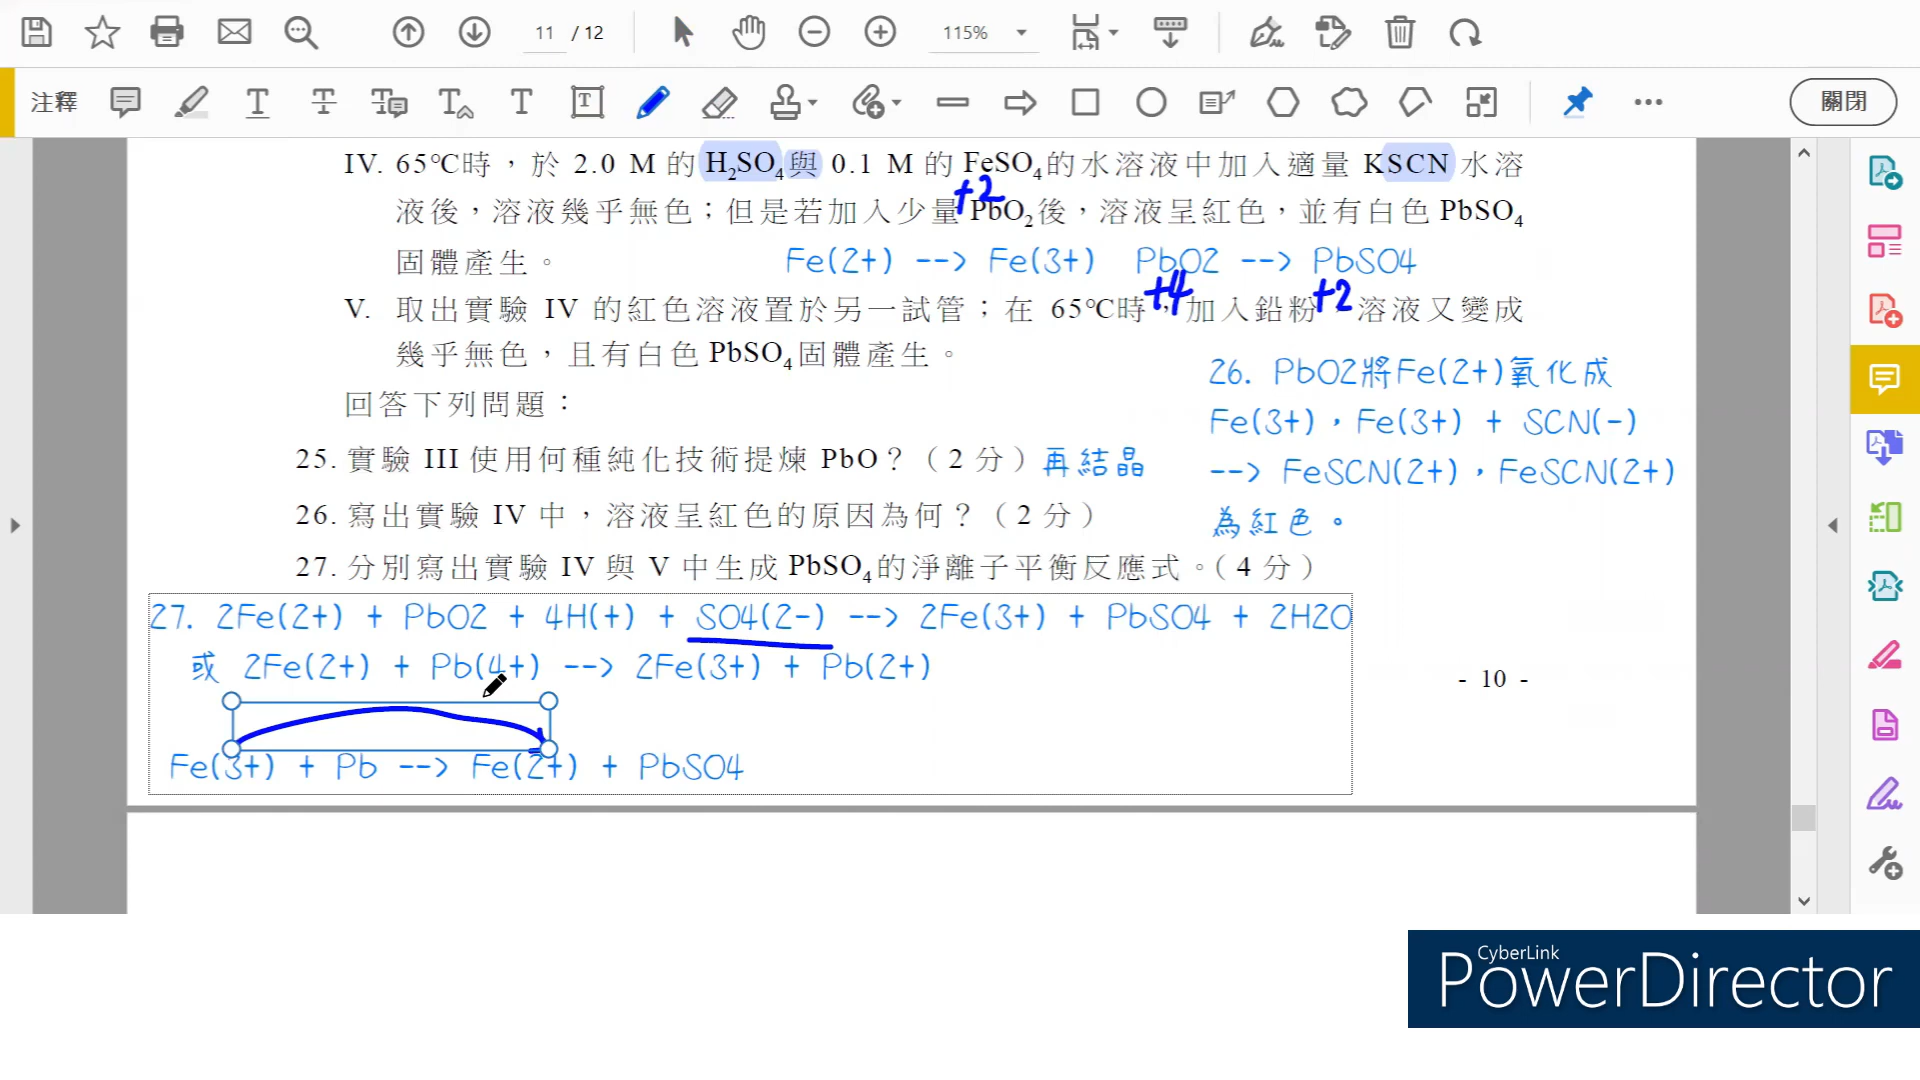 11 / 12 115%
注釋 關閉
IV. 65℃時，於 2.0 M 的 H₂SO₄與 0.1 M 的 FeSO₄的水溶液中加入適量 KSCN 水溶
+2
液後，溶液幾乎無色；但是若加入少量 PbO₂後，溶液呈紅色，並有白色 PbSO₄
固體產生。 Fe(2+) --> Fe(3+) PbO2 --> PbSO4
+4 +2
V. 取出實驗 IV 的紅色溶液置於另一試管；在 65℃時，加入鉛粉，溶液又變成
幾乎無色，且有白色 PbSO₄固體產生。
回答下列問題：
26. PbO2將Fe(2+)氧化成
Fe(3+)，Fe(3+) + SCN(-)
--> FeSCN(2+)，FeSCN(2+)
為紅色。
25. 實驗 III 使用何種純化技術提煉 PbO？（2 分）再結晶
26. 寫出實驗 IV 中，溶液呈紅色的原因為何？（2 分）
27. 分別寫出實驗 IV 與 V 中生成 PbSO₄的淨離子平衡反應式。（4 分）
27. 2Fe(2+) + PbO2 + 4H(+) + SO4(2-) --> 2Fe(3+) + PbSO4 + 2H2O
或 2Fe(2+) + Pb(4+) --> 2Fe(3+) + Pb(2+)
- 10 -
Fe(3+) + Pb --> Fe(2+) + PbSO4
CyberLink
PowerDirector